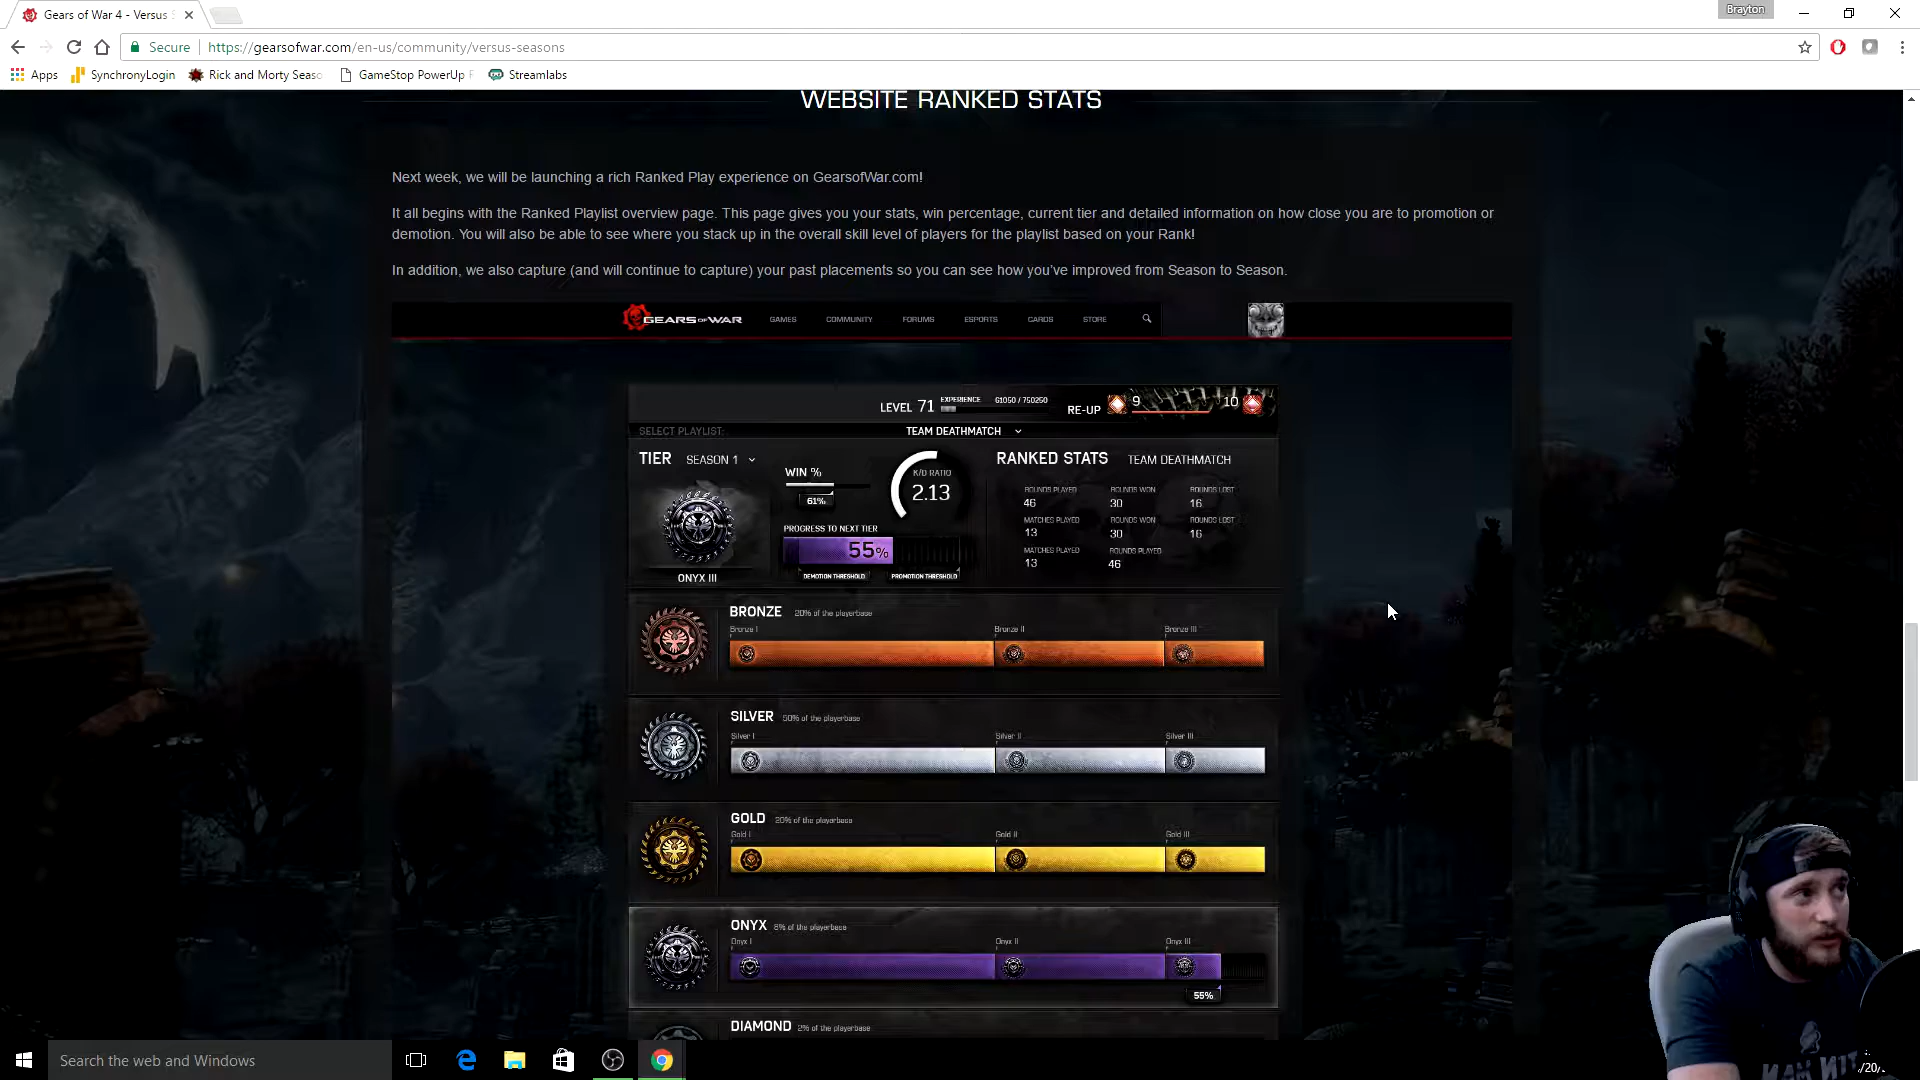 Gears of War 4 - Versus S
Brayton
Secure https://gearsofwar.com/en-us/community/versus-seasons
Apps SynchronyLogin Rick and Morty Seaso GameStop PowerUp Streamlabs
WEBSITE RANKED STATS
Next week, we will be launching a rich Ranked Play experience on GearsofWar.com!
It all begins with the Ranked Playlist overview page. This page gives you your stats, win percentage, current tier and detailed information on how close you are to promotion or
demotion. You will also be able to see where you stack up in the overall skill level of players for the playlist based on your Rank!
In addition, we also capture (and will continue to capture) your past placements so you can see how you've improved from Season to Season.
GEARS OF WAR GAMES COMMUNITY FORUMS ESPORTS CARDS STORE
LEVEL 71 EXPERIENCE 61050 / 750250 RE-UP 9 10
SELECT PLAYLIST: TEAM DEATHMATCH
TIER SEASON 1 WIN % K/D RATIO RANKED STATS TEAM DEATHMATCH
61% 2.13
ROUNDS PLAYED ROUNDS WON ROUNDS LOST
46 30 16
PROGRESS TO NEXT TIER
MATCHES PLAYED ROUNDS WON ROUNDS LOST
13 30 16
55%
MATCHES PLAYED ROUNDS PLAYED
13 46
ONYX III DEMOTION THRESHOLD PROMOTION THRESHOLD
BRONZE 20% of the playerbase
Bronze I Bronze II Bronze III
SILVER 50% of the playerbase
Silver I Silver II Silver III
GOLD 20% of the playerbase
Gold I Gold II Gold III
ONYX 8% of the playerbase
Onyx I Onyx II Onyx III
55%
DIAMOND 2% of the playerbase
Search the web and Windows